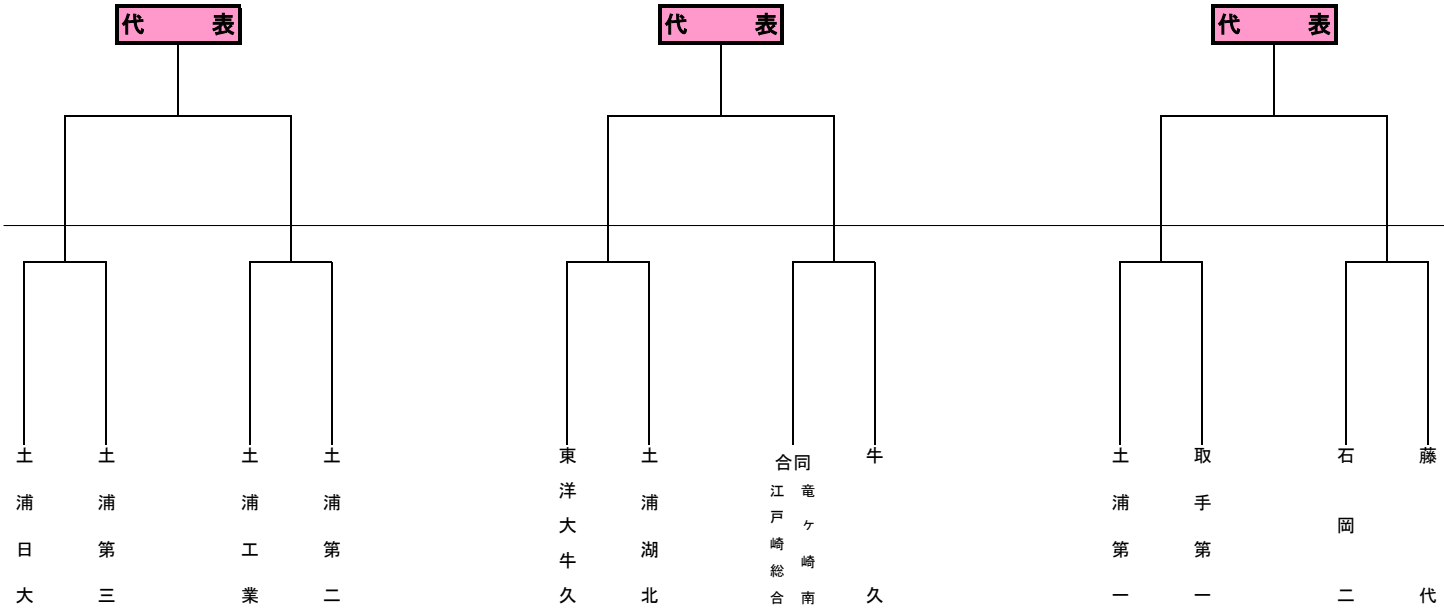 代　表
代　表
代　表
土浦日大
土浦第三
土浦工業
土浦第二
東洋大牛久
土浦湖北
合同
竜ヶ崎南
江戸崎総合
牛久
土浦第一
取手第一
石岡二
藤代